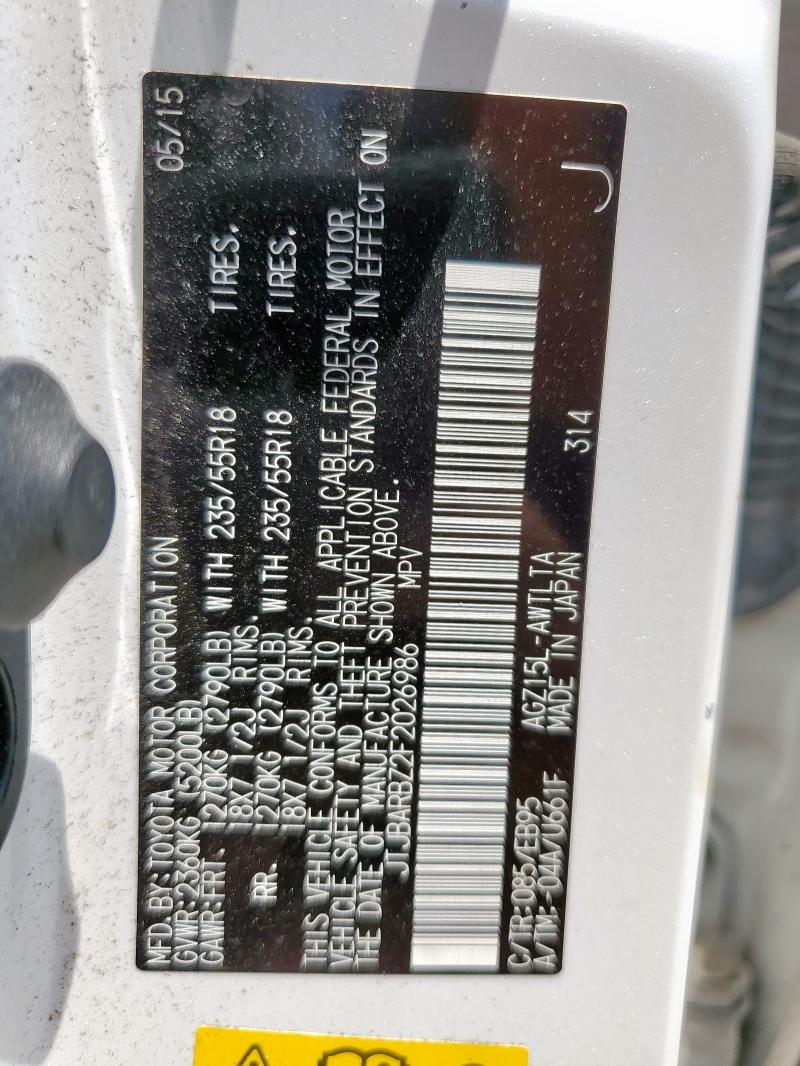 MFD. BY: TOYOTA MOTOR CORPORATION 05/15
GVWR: 2360KG (5200LB)
GAWR: FRT. 1270KG (2790LB) WITH 235/55R18 TIRES.
18X7 1/2J RIMS.
RR. 1270KG (2790LB) WITH 235/55R18 TIRES.
18X7 1/2J RIMS.
THIS VEHICLE CONFORMS TO ALL APPLICABLE FEDERAL MOTOR
VEHICLE SAFETY AND THEFT PREVENTION STANDARDS IN EFFECT ON
THE DATE OF MANUFACTURE SHOWN ABOVE.
JTJBARBZ2F2026986 MPV
C/TR: 085/EB95 AGZ15L-AWTLTA 314
A/TM: -04A/U661F MADE IN JAPAN J